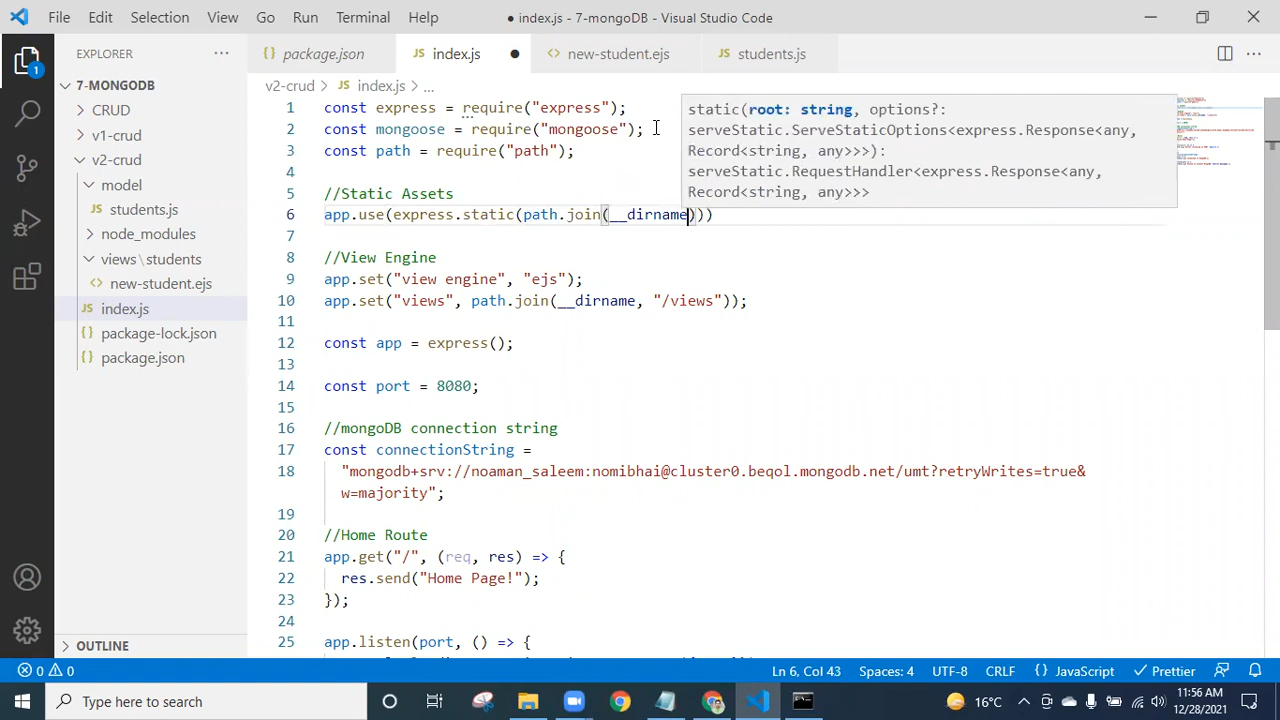 File Edit Selection View Go Run Terminal Help ● index.js - 7-mongoDB - Visual Studio Code
EXPLORER ... package.json JS index.js ● <> new-student.ejs JS students.js ...
7-MONGODB
v2-crud > JS index.js > ...
CRUD
v1-crud
v2-crud
model
JS students.js
node_modules
views\students
<> new-student.ejs
JS index.js
package-lock.json
package.json
OUTLINE
1
1 const express = require("express");
2 const mongoose = require("mongoose");
3 const path = require("path");
4
5 //Static Assets
6 app.use(express.static(path.join(__dirname)))
7
8 //View Engine
9 app.set("view engine", "ejs");
10 app.set("views", path.join(__dirname, "/views"));
11
12 const app = express();
13
14 const port = 8080;
15
16 //mongoDB connection string
17 const connectionString =
18 "mongodb+srv://noaman_saleem:nomibhai@cluster0.beqol.mongodb.net/umt?retryWrites=true&
w=majority";
19
20 //Home Route
21 app.get("/", (req, res) => {
22 res.send("Home Page!");
23 });
24
25 app.listen(port, () => {
static(root: string, options?:
serveStatic.ServeStaticOptions<express.Response<any,
Record<string, any>>>):
serveStatic.RequestHandler<express.Response<any,
Record<string, any>>>
0 0 Ln 6, Col 43 Spaces: 4 UTF-8 CRLF {} JavaScript Prettier
Type here to search 16°C 11:56 AM
12/28/2021